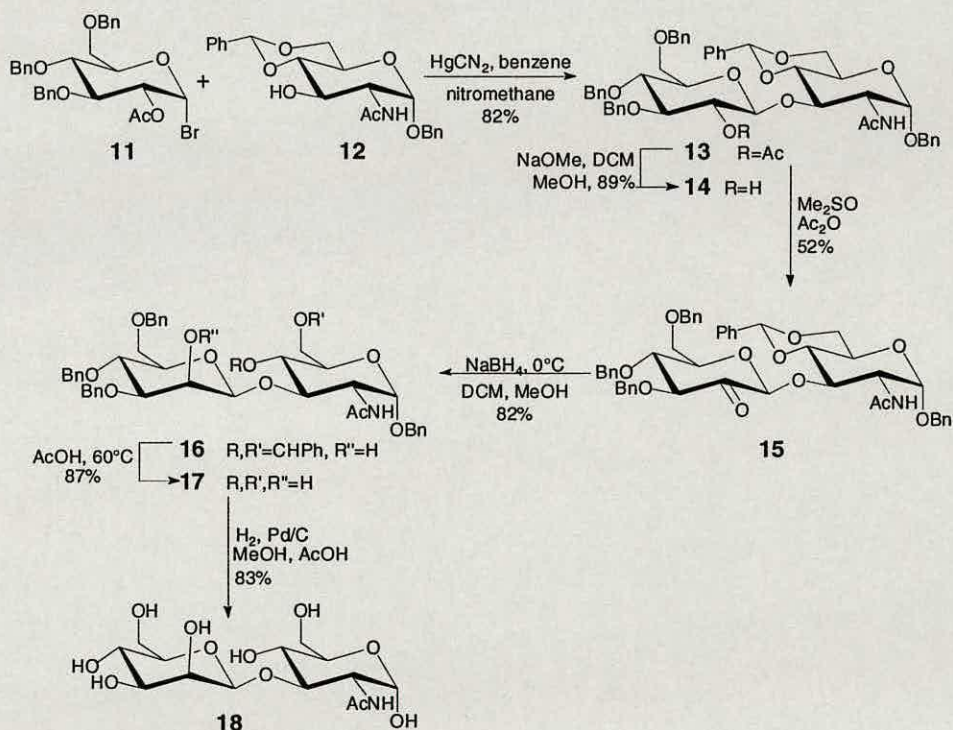 OBn
BnO
BnO
AcO
Br
11
+
Ph
O
O
O
HO
AcNH
OBn
12
HgCN2, benzene
nitromethane
82%
OBn
BnO
BnO
O
OR
O
Ph
O
O
O
AcNH
OBn
13 R=Ac
14 R=H
NaOMe, DCM
MeOH, 89%
Me2SO
Ac2O
52%
OBn
BnO
BnO
O
O
O
Ph
O
O
O
AcNH
OBn
15
NaBH4, 0°C
DCM, MeOH
82%
OBn
OR"
BnO
BnO
O
O
OR'
RO
O
AcNH
OBn
16 R,R'=CHPh, R"=H
17 R,R',R"=H
AcOH, 60°C
87%
H2, Pd/C
MeOH, AcOH
83%
OH
OH
HO
HO
O
O
OH
HO
O
AcNH
OH
18